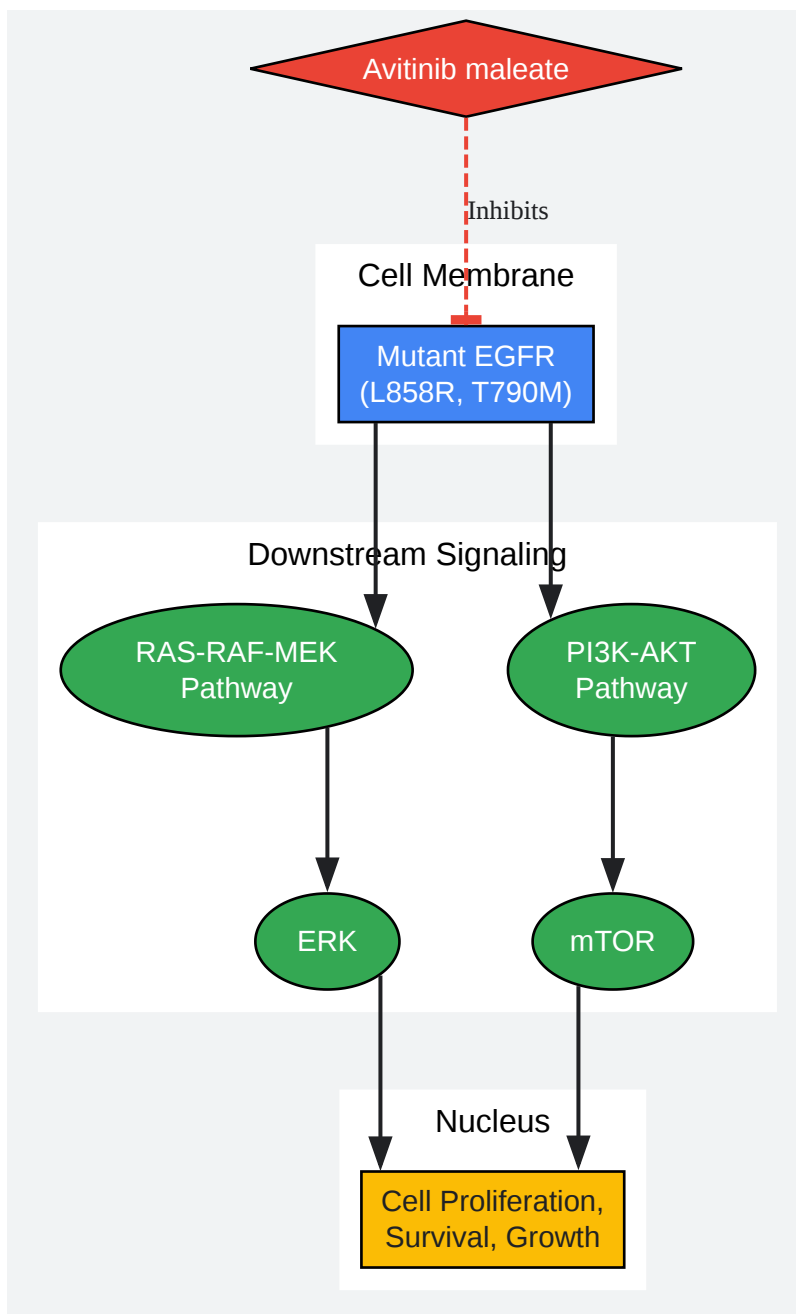 Avitinib maleate
Inhibits
Cell Membrane
Mutant EGFR
(L858R, T790M)
Downstream Signaling
RAS-RAF-MEK
Pathway
PI3K-AKT
Pathway
ERK
mTOR
Nucleus
Cell Proliferation,
Survival, Growth